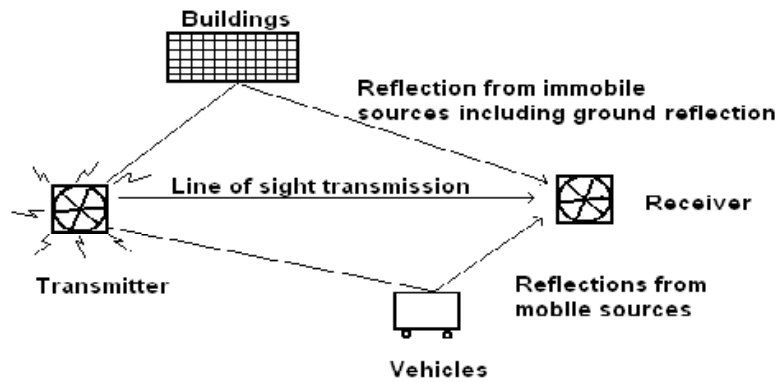 Buildings
Reflection from immobile
sources including ground reflection
Line of sight transmission
Receiver
Transmitter
Reflections from
mobile sources
Vehicles